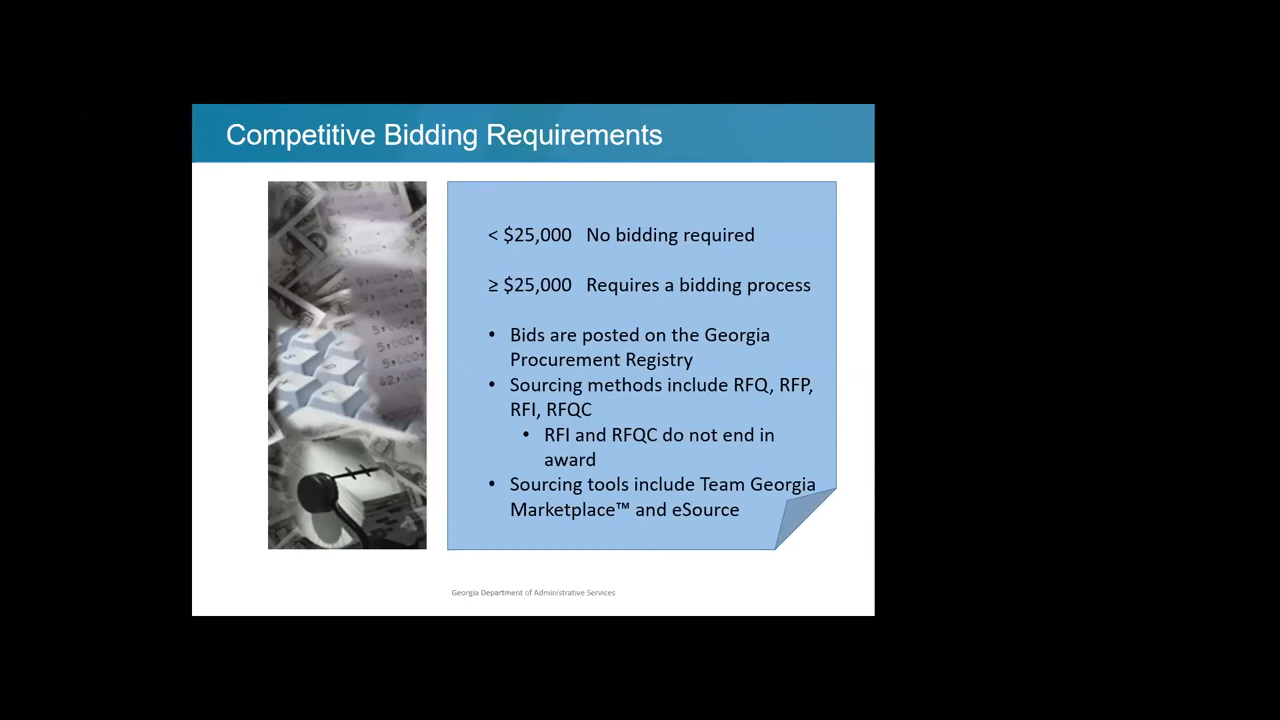 Competitive Bidding Requirements
< $25,000 No bidding required
≥ $25,000 Requires a bidding process
• Bids are posted on the Georgia
Procurement Registry
• Sourcing methods include RFQ, RFP,
RFI, RFQC
• RFI and RFQC do not end in
award
• Sourcing tools include Team Georgia
Marketplace™ and eSource
Georgia Department of Administrative Services